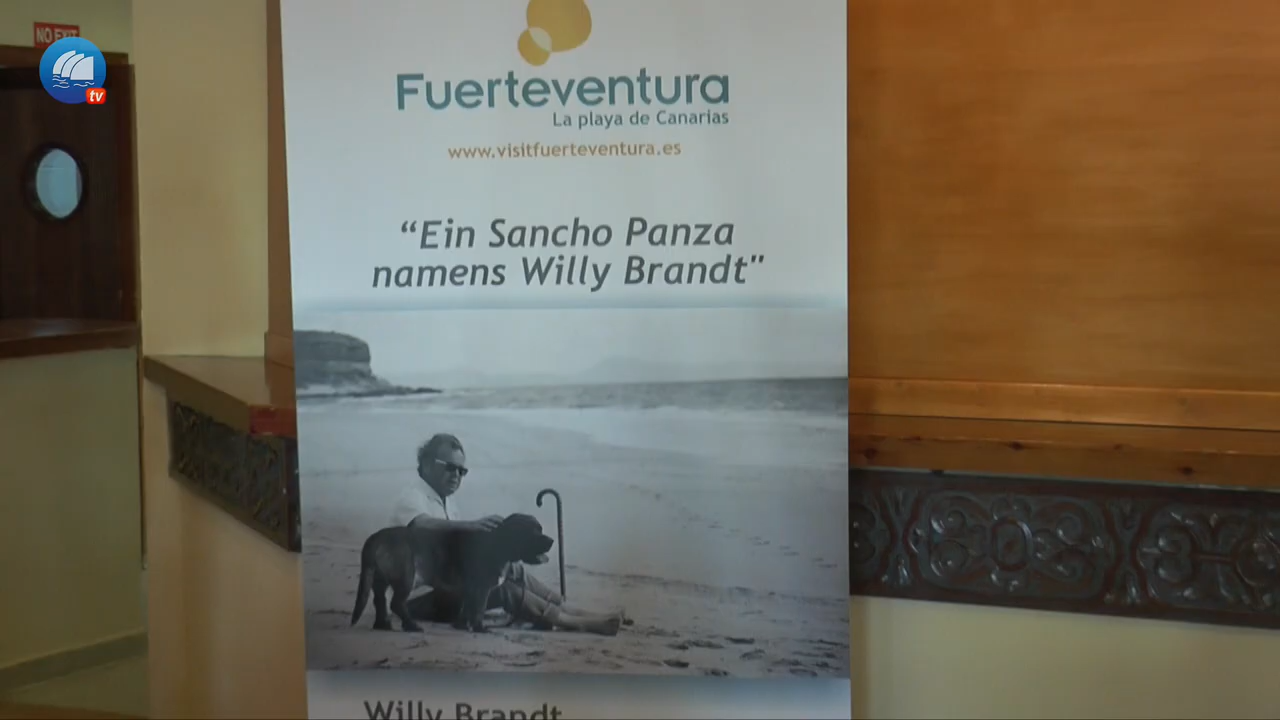 NO EXIT
tv
Fuerteventura
La playa de Canarias
www.visitfuerteventura.es
“Ein Sancho Panza
namens Willy Brandt"
Willy Brandt